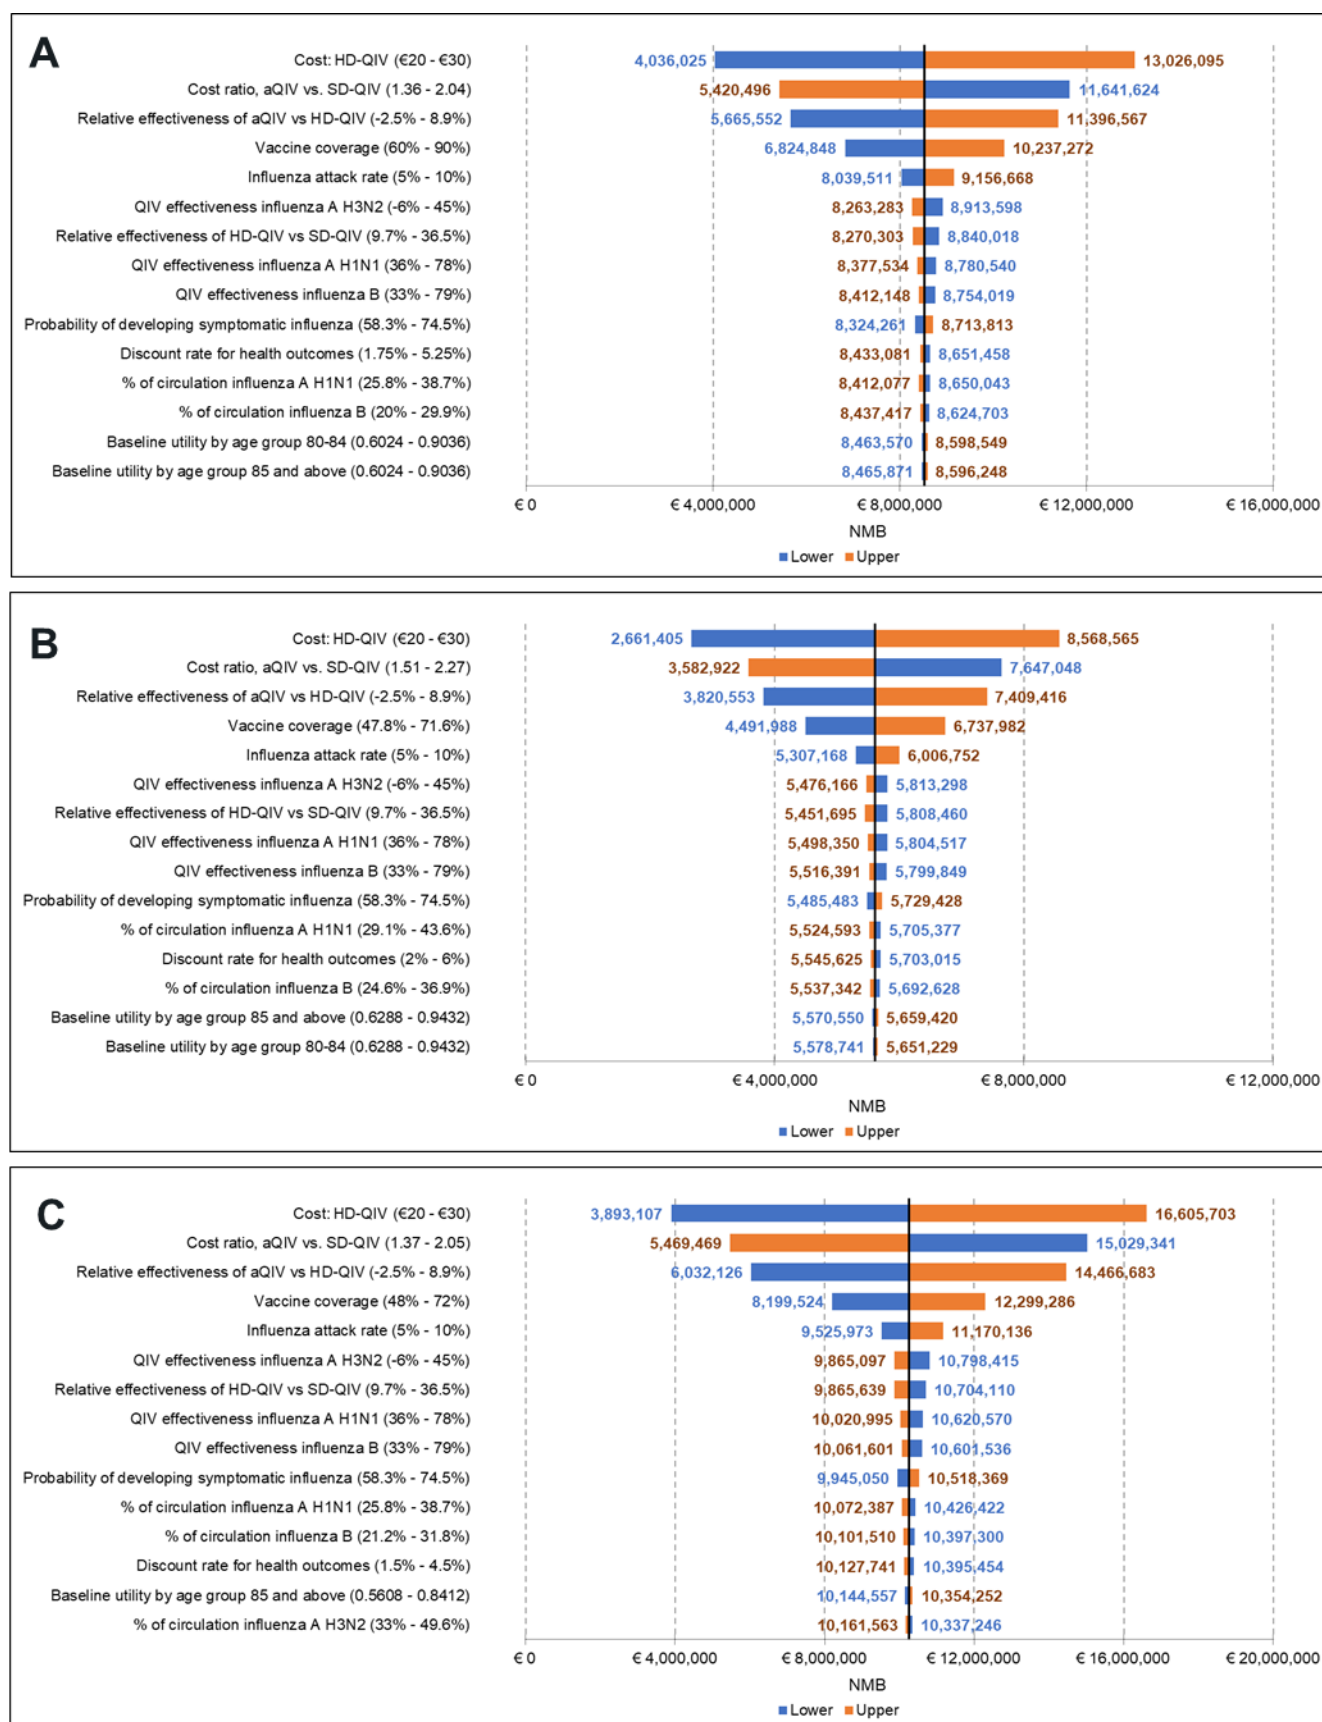 A
Cost: HD-QIV (€20 - €30) 4,036,025 13,026,095
Cost ratio, aQIV vs. SD-QIV (1.36 - 2.04) 5,420,496 11,641,624
Relative effectiveness of aQIV vs HD-QIV (-2.5% - 8.9%) 5,665,552 11,396,567
Vaccine coverage (60% - 90%) 6,824,848 10,237,272
Influenza attack rate (5% - 10%) 8,039,511 9,156,668
QIV effectiveness influenza A H3N2 (-6% - 45%) 8,263,283 8,913,598
Relative effectiveness of HD-QIV vs SD-QIV (9.7% - 36.5%) 8,270,303 8,840,018
QIV effectiveness influenza A H1N1 (36% - 78%) 8,377,534 8,780,540
QIV effectiveness influenza B (33% - 79%) 8,412,148 8,754,019
Probability of developing symptomatic influenza (58.3% - 74.5%) 8,324,261 8,713,813
Discount rate for health outcomes (1.75% - 5.25%) 8,433,081 8,651,458
% of circulation influenza A H1N1 (25.8% - 38.7%) 8,412,077 8,650,043
% of circulation influenza B (20% - 29.9%) 8,437,417 8,624,703
Baseline utility by age group 80-84 (0.6024 - 0.9036) 8,463,570 8,598,549
Baseline utility by age group 85 and above (0.6024 - 0.9036) 8,465,871 8,596,248
€ 0 € 4,000,000 € 8,000,000 € 12,000,000 € 16,000,000
NMB
Lower Upper
B
Cost: HD-QIV (€20 - €30) 2,661,405 8,568,565
Cost ratio, aQIV vs. SD-QIV (1.51 - 2.27) 3,582,922 7,647,048
Relative effectiveness of aQIV vs HD-QIV (-2.5% - 8.9%) 3,820,553 7,409,416
Vaccine coverage (47.8% - 71.6%) 4,491,988 6,737,982
Influenza attack rate (5% - 10%) 5,307,168 6,006,752
QIV effectiveness influenza A H3N2 (-6% - 45%) 5,476,166 5,813,298
Relative effectiveness of HD-QIV vs SD-QIV (9.7% - 36.5%) 5,451,695 5,808,460
QIV effectiveness influenza A H1N1 (36% - 78%) 5,498,350 5,804,517
QIV effectiveness influenza B (33% - 79%) 5,516,391 5,799,849
Probability of developing symptomatic influenza (58.3% - 74.5%) 5,485,483 5,729,428
% of circulation influenza A H1N1 (29.1% - 43.6%) 5,524,593 5,705,377
Discount rate for health outcomes (2% - 6%) 5,545,625 5,703,015
% of circulation influenza B (24.6% - 36.9%) 5,537,342 5,692,628
Baseline utility by age group 85 and above (0.6288 - 0.9432) 5,570,550 5,659,420
Baseline utility by age group 80-84 (0.6288 - 0.9432) 5,578,741 5,651,229
€ 0 € 4,000,000 € 8,000,000 € 12,000,000
NMB
Lower Upper
C
Cost: HD-QIV (€20 - €30) 3,893,107 16,605,703
Cost ratio, aQIV vs. SD-QIV (1.37 - 2.05) 5,469,469 15,029,341
Relative effectiveness of aQIV vs HD-QIV (-2.5% - 8.9%) 6,032,126 14,466,683
Vaccine coverage (48% - 72%) 8,199,524 12,299,286
Influenza attack rate (5% - 10%) 9,525,973 11,170,136
QIV effectiveness influenza A H3N2 (-6% - 45%) 9,865,097 10,798,415
Relative effectiveness of HD-QIV vs SD-QIV (9.7% - 36.5%) 9,865,639 10,704,110
QIV effectiveness influenza A H1N1 (36% - 78%) 10,020,995 10,620,570
QIV effectiveness influenza B (33% - 79%) 10,061,601 10,601,536
Probability of developing symptomatic influenza (58.3% - 74.5%) 9,945,050 10,518,369
% of circulation influenza A H1N1 (25.8% - 38.7%) 10,072,387 10,426,422
% of circulation influenza B (21.2% - 31.8%) 10,101,510 10,397,300
Discount rate for health outcomes (1.5% - 4.5%) 10,127,741 10,395,454
Baseline utility by age group 85 and above (0.5608 - 0.8412) 10,144,557 10,354,252
% of circulation influenza A H3N2 (33% - 49.6%) 10,161,563 10,337,246
€ 0 € 4,000,000 € 8,000,000 € 12,000,000 € 16,000,000 € 20,000,000
NMB
Lower Upper